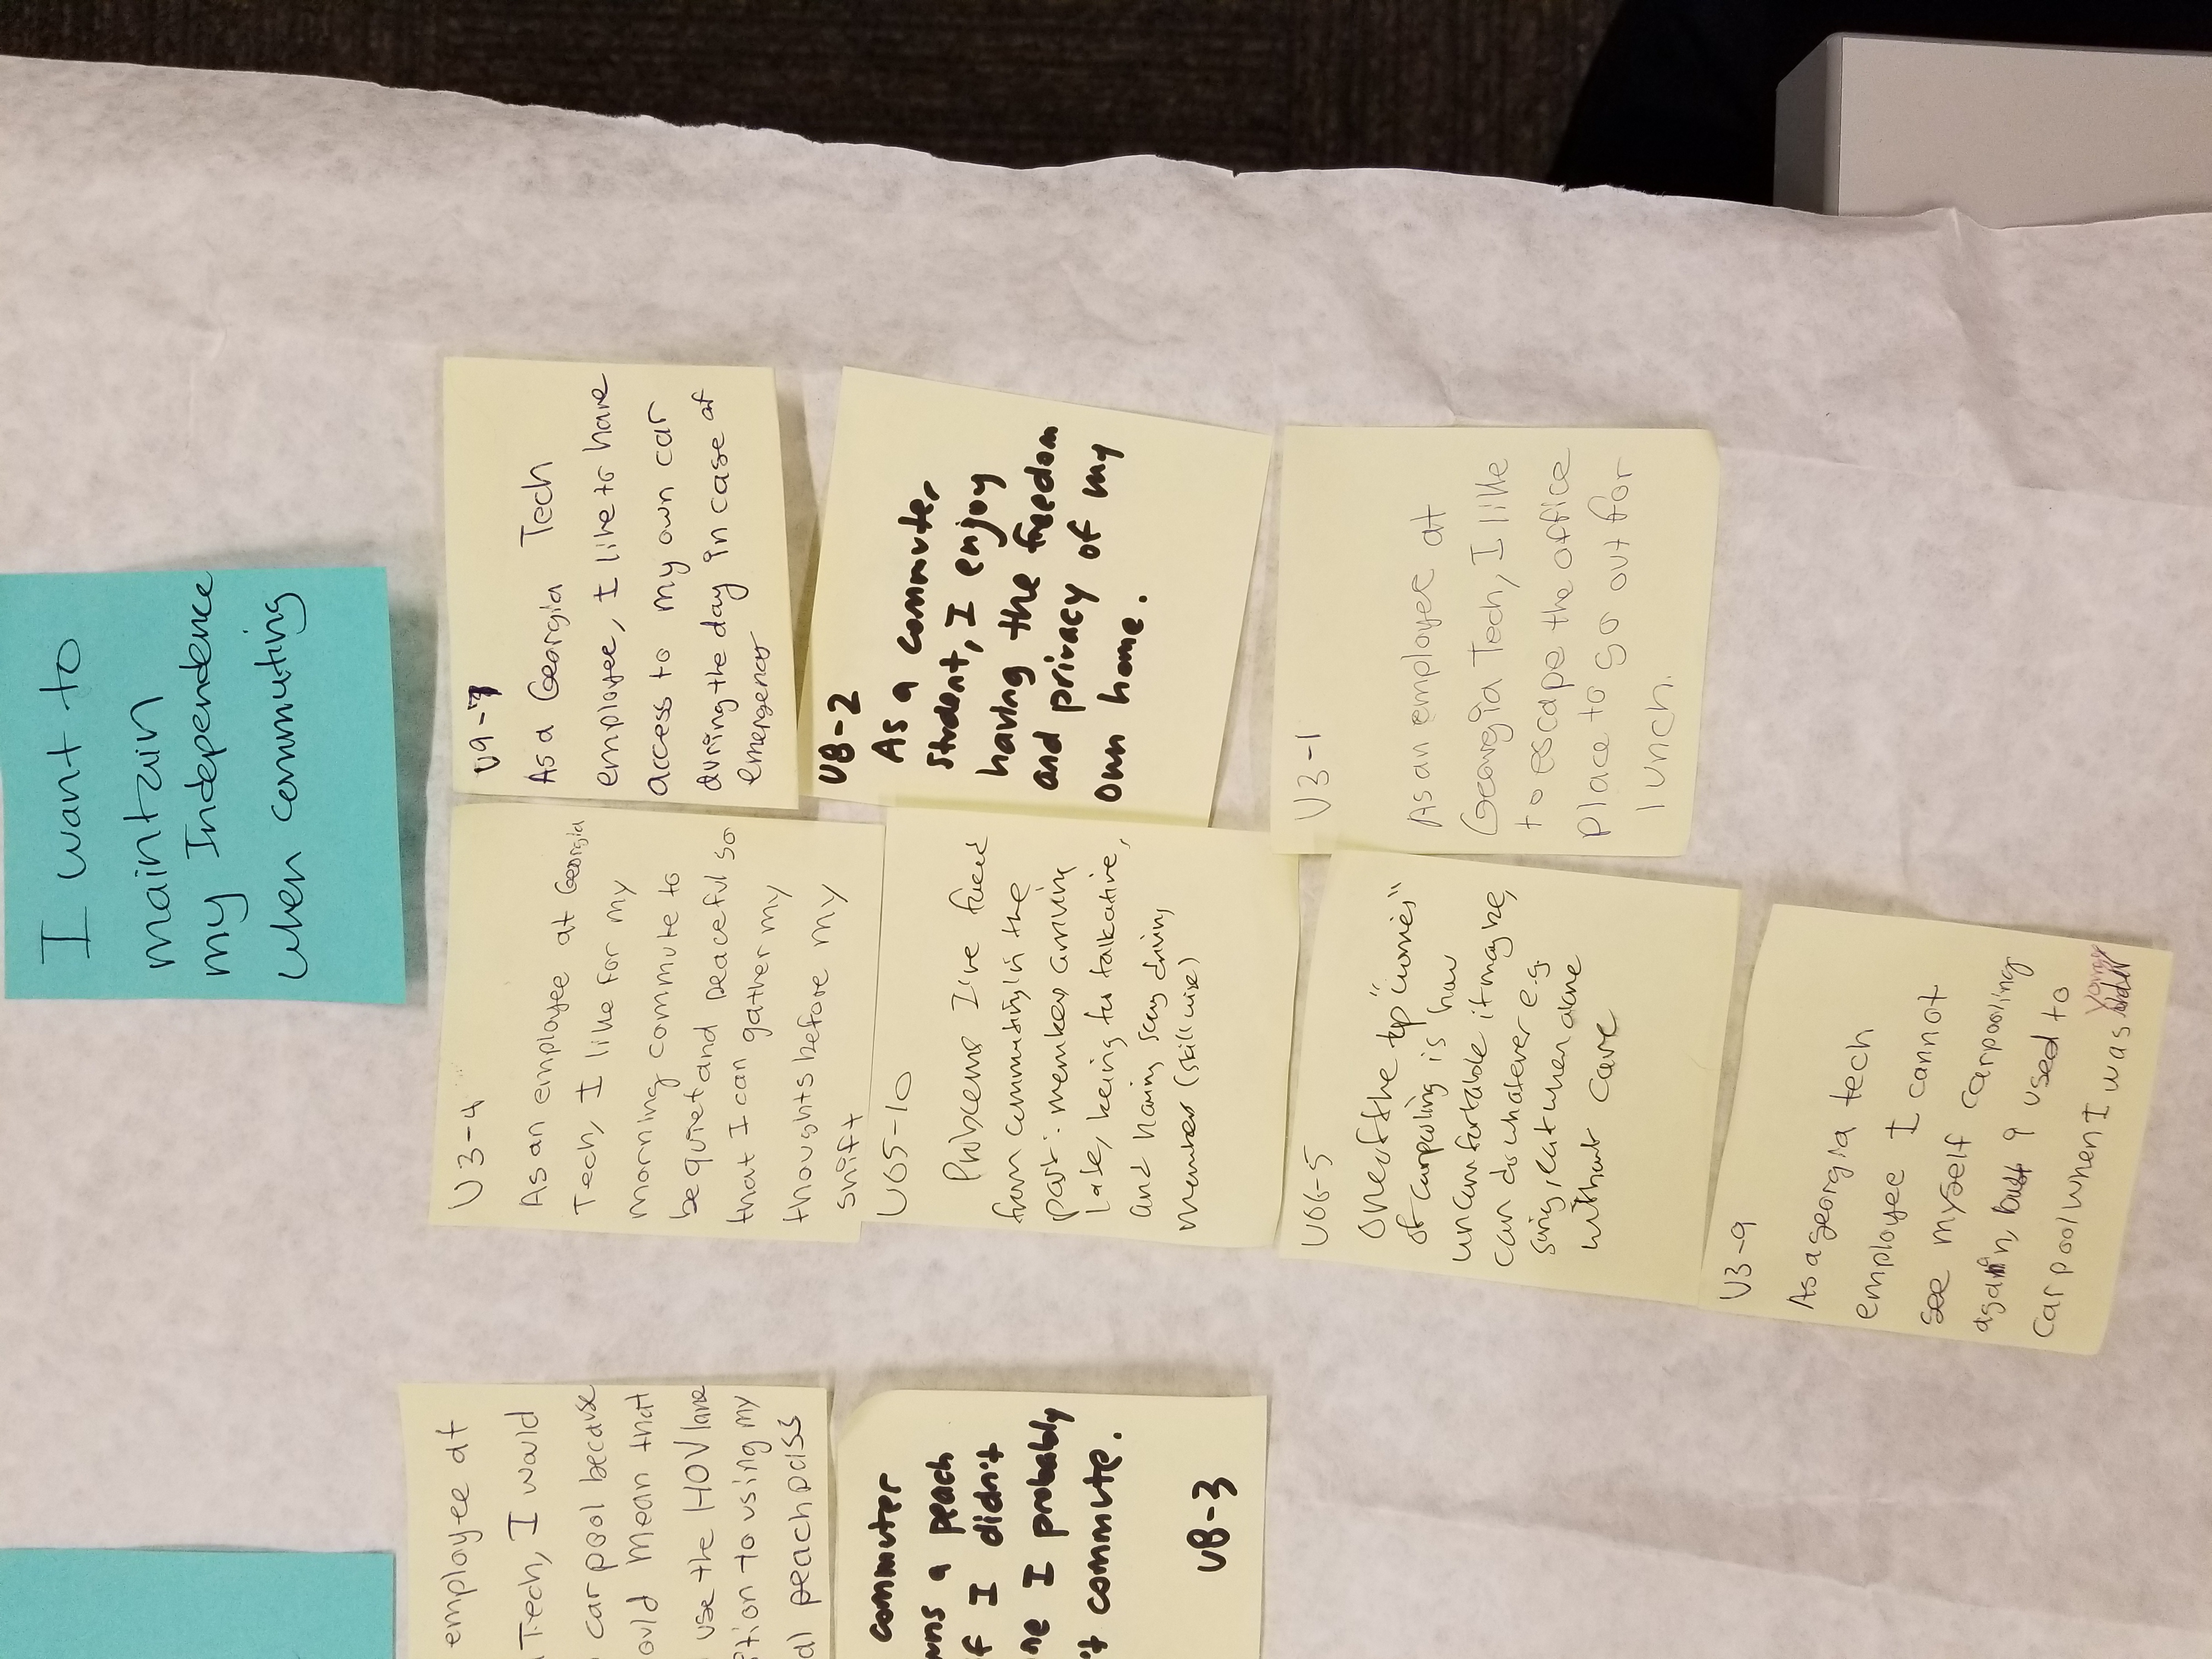 I want to
maintain
my Independence
when commuting
employee at
Tech, I would
carpool because
ould mean that
use the HOV lane
ition to using my
al peachpass
commuter
wns a peach
if I didn't
ne I probably
't commute.
U8-3
U3-4
As an employee at Georgia
Tech, I like for my
morning commute to
be quiet and peaceful so
that I can gather my
thoughts before my
shift
U05-10
Problems I've faced
from commuting in the
past: members arriving
late, being too talkative,
and having scary driving
members (skill wise)
U06-5
One of the top "worries"
of carpooling is how
uncomfortable it may be,
can do whatever e.g.
sing, eat when alone
without care
U3-9
As a georgia tech
employee I cannot
see myself carpooling
again, but I used to
carpool when I was younger
U9-7
As a Georgia Tech
employee, I like to have
access to my own car
during the day in case of
emergency
U8-2
As a commuter
student, I enjoy
having the freedom
and privacy of my
own home.
U3-1
As an employee at
Georgia Tech, I like
to escape the office
place to go out for
lunch.